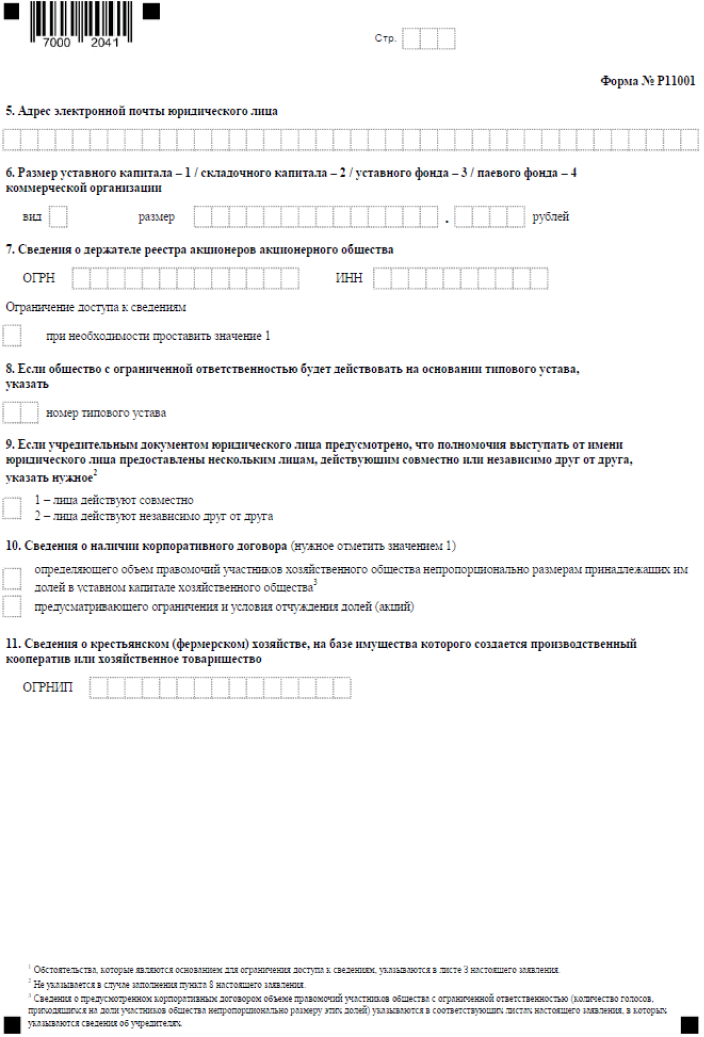 7000 2041
Стр.
Форма № Р11001
5. Адрес электронной почты юридического лица
6. Размер уставного капитала – 1 / складочного капитала – 2 / уставного фонда – 3 / паевого фонда – 4
коммерческой организации
вид размер . рублей
7. Сведения о держателе реестра акционеров акционерного общества
ОГРН ИНН
Ограничение доступа к сведениям
при необходимости проставить значение 1
8. Если общество с ограниченной ответственностью будет действовать на основании типового устава,
указать
номер типового устава
9. Если учредительным документом юридического лица предусмотрено, что полномочия выступать от имени
юридического лица предоставлены нескольким лицам, действующим совместно или независимо друг от друга,
указать нужное2
1 – лица действуют совместно
2 – лица действуют независимо друг от друга
10. Сведения о наличии корпоративного договора (нужное отметить значением 1)
определяющего объем правомочий участников хозяйственного общества непропорционально размерам принадлежащих им
долей в уставном капитале хозяйственного общества3
предусматривающего ограничения и условия отчуждения долей (акций)
11. Сведения о крестьянском (фермерском) хозяйстве, на базе имущества которого создается производственный
кооператив или хозяйственное товарищество
ОГРНИП
1 Обстоятельства, которые являются основанием для ограничения доступа к сведениям, указываются в листе З настоящего заявления.
2 Не указывается в случае заполнения пункта 8 настоящего заявления.
3 Сведения о предусмотренном корпоративным договором объеме правомочий участников общества с ограниченной ответственностью (количество голосов,
приходящихся на доли участников общества непропорционально размеру этих долей) указываются в соответствующих листах настоящего заявления, в которых
указываются сведения об учредителях.